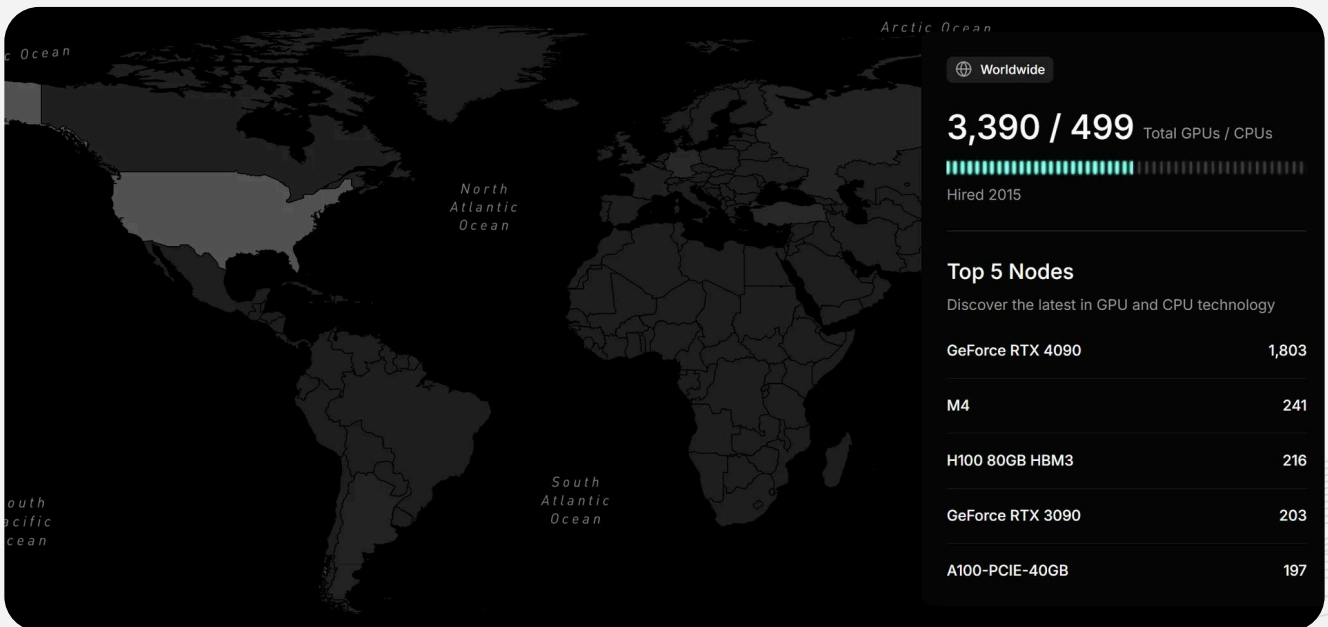 Arctic Ocean
c Ocean
Worldwide
3,390 / 499 Total GPUs / CPUs
Hired 2015
North
Atlantic
Ocean
Top 5 Nodes
Discover the latest in GPU and CPU technology
GeForce RTX 4090 1,803
M4 241
H100 80GB HBM3 216
South
Atlantic
Ocean
outh
acific
cean
GeForce RTX 3090 203
A100-PCIE-40GB 197